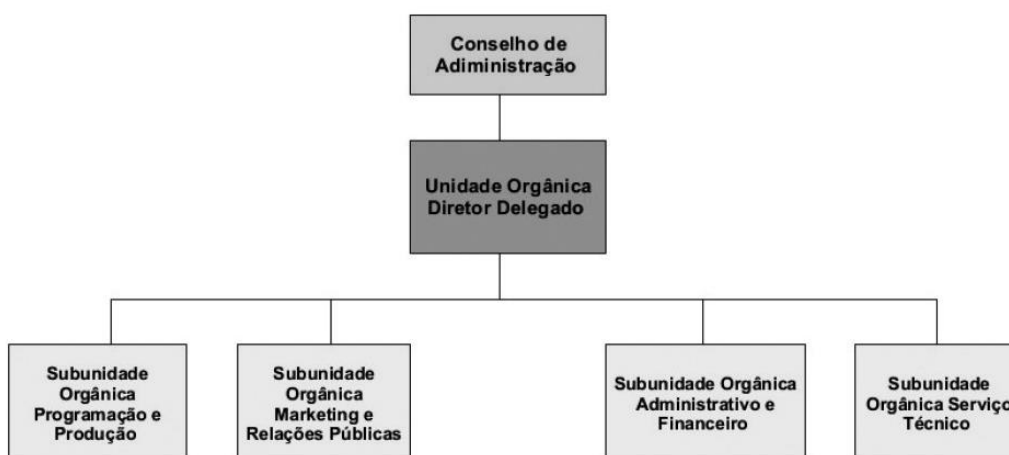 Conselho de
Adiministração
Unidade Orgânica
Diretor Delegado
Subunidade
Orgânica
Programação e
Produção
Subunidade
Orgânica
Marketing e
Relações Públicas
Subunidade Orgânica
Administrativo e
Financeiro
Subunidade
Orgânica Serviço
Técnico